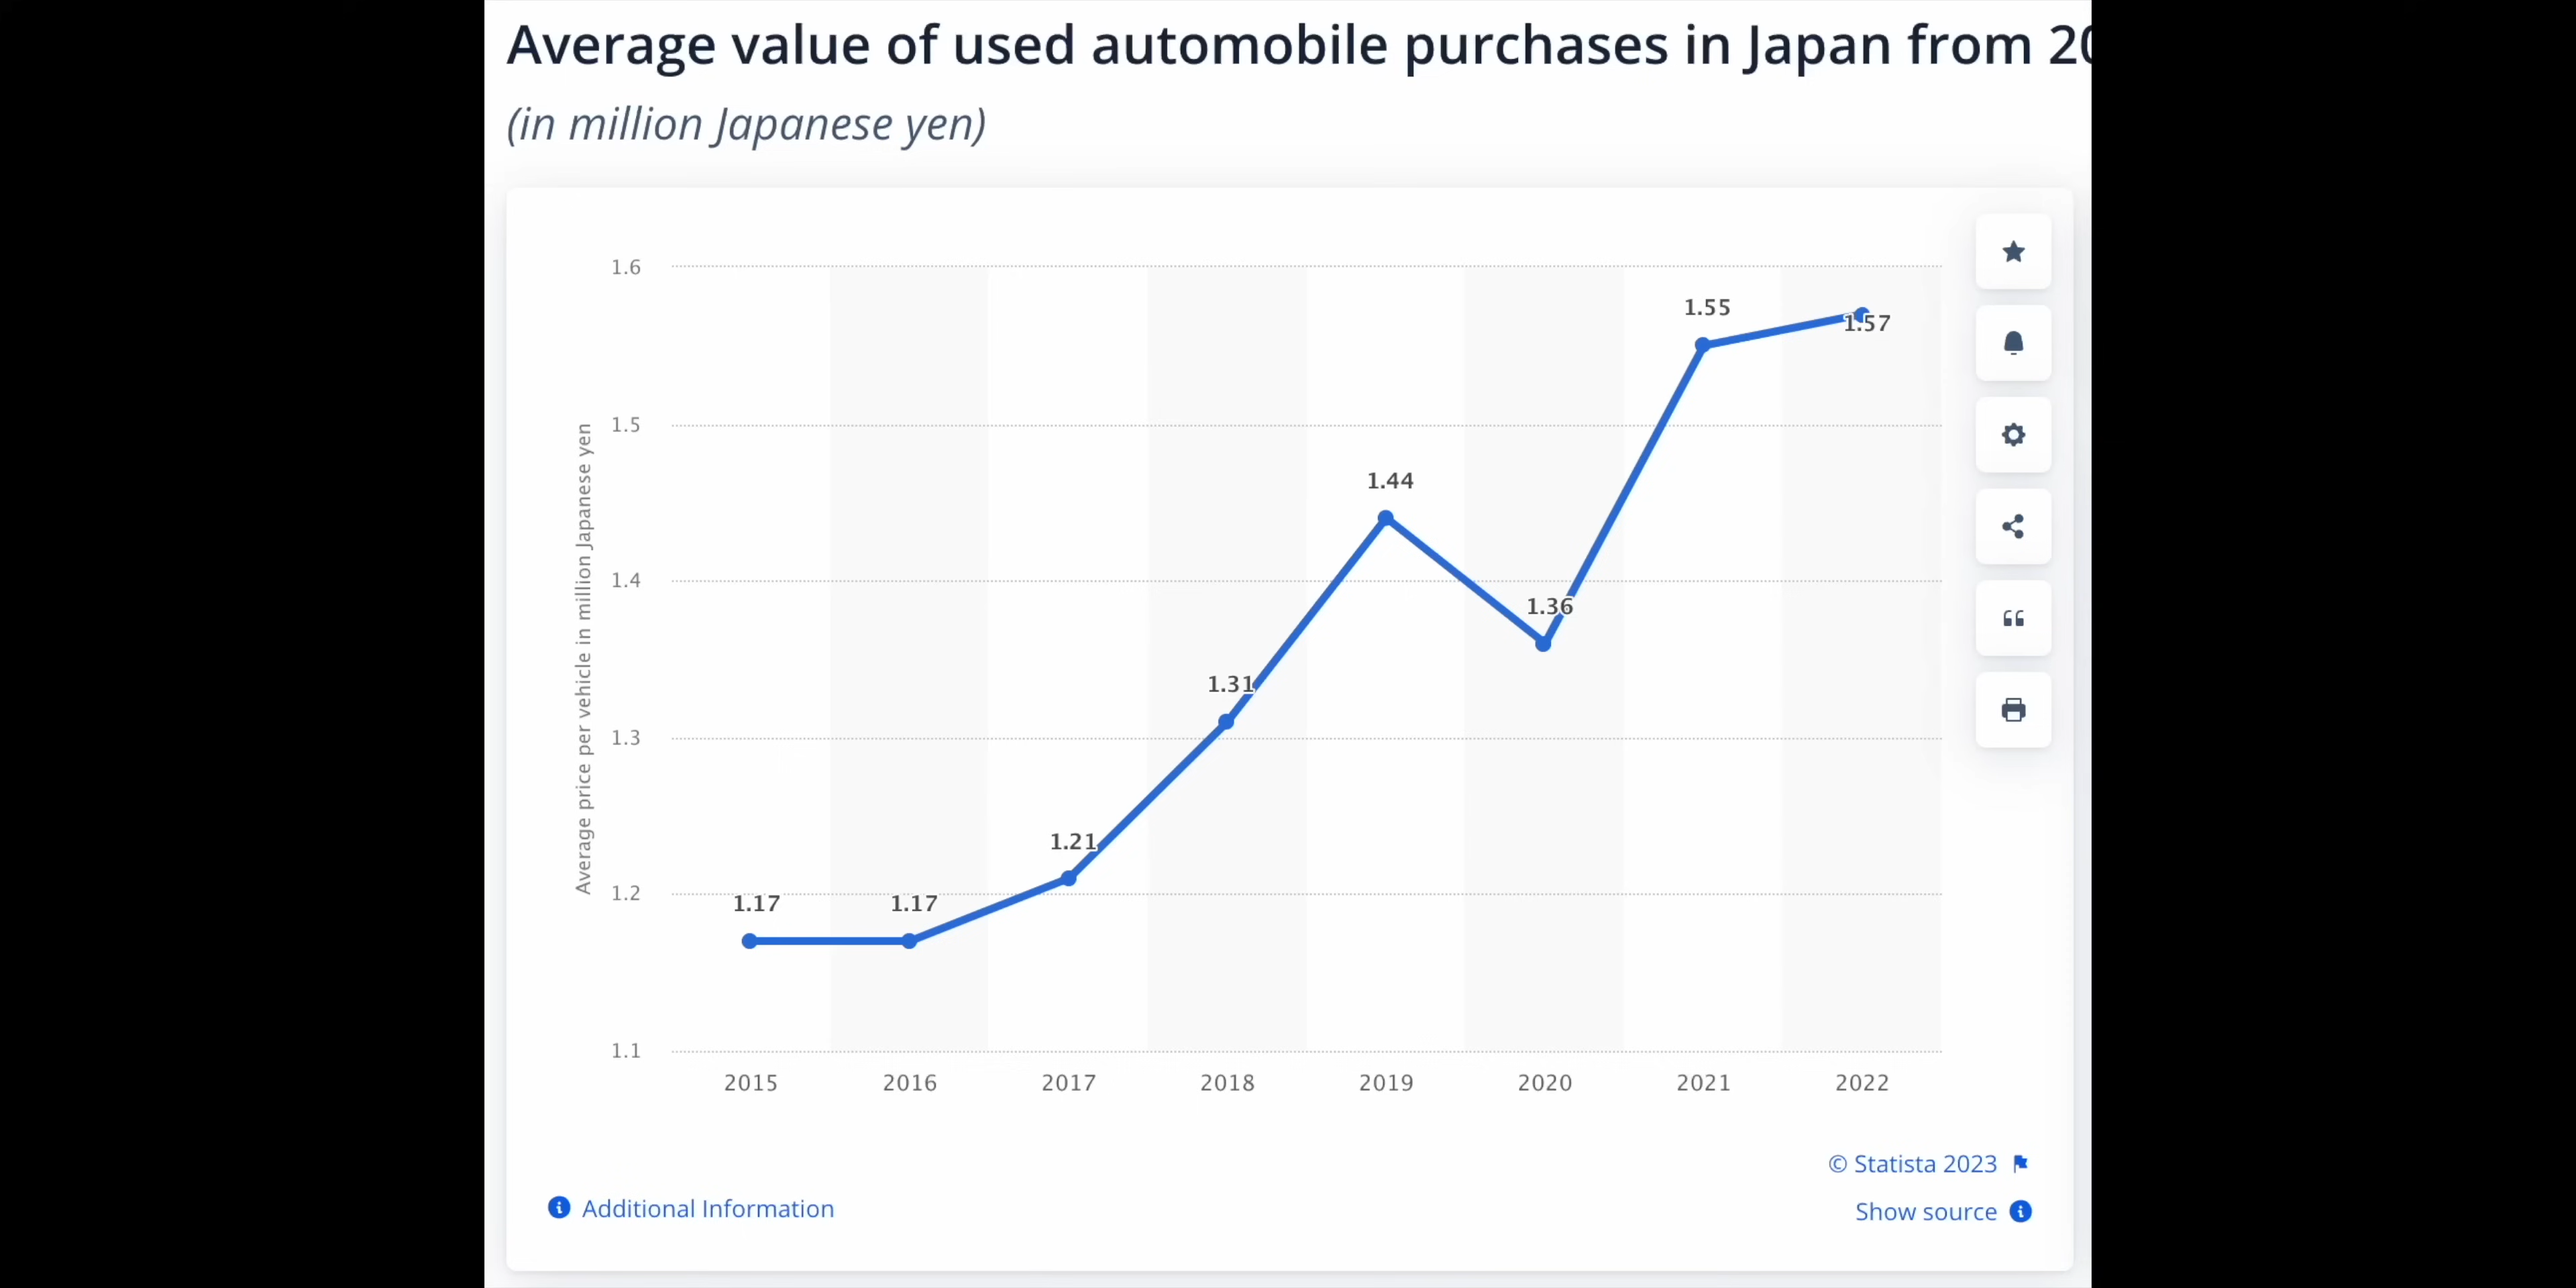 Average value of used automobile purchases in Japan from
(in million Japanese yen)
Average price per vehicle in million Japanese yen
1.6
1.5
1.4
1.3
1.2
1.1
1.17
1.17
1.21
1.31
1.44
1.36
1.55
1.57
2015 2016 2017 2018 2019 2020 2021 2022
© Statista 2023
Additional Information
Show source